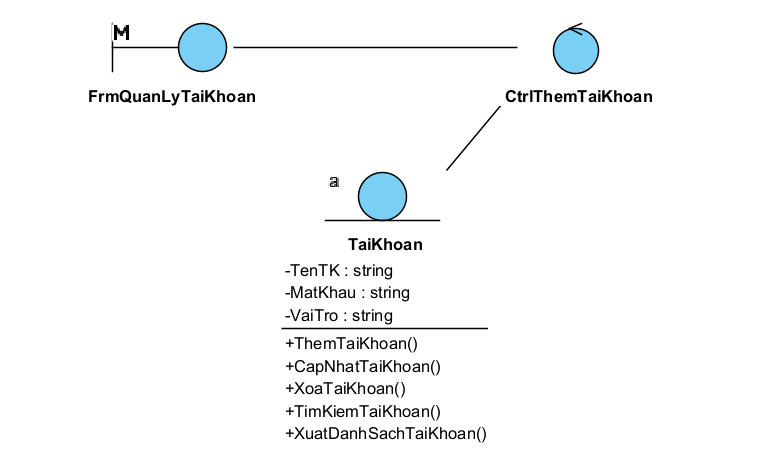 M
FrmQuanLyTaiKhoan
CtrlThemTaiKhoan
a
TaiKhoan
-TenTK : string
-MatKhau : string
-VaiTro : string
+ThemTaiKhoan()
+CapNhatTaiKhoan()
+XoaTaiKhoan()
+TimKiemTaiKhoan()
+XuatDanhSachTaiKhoan()